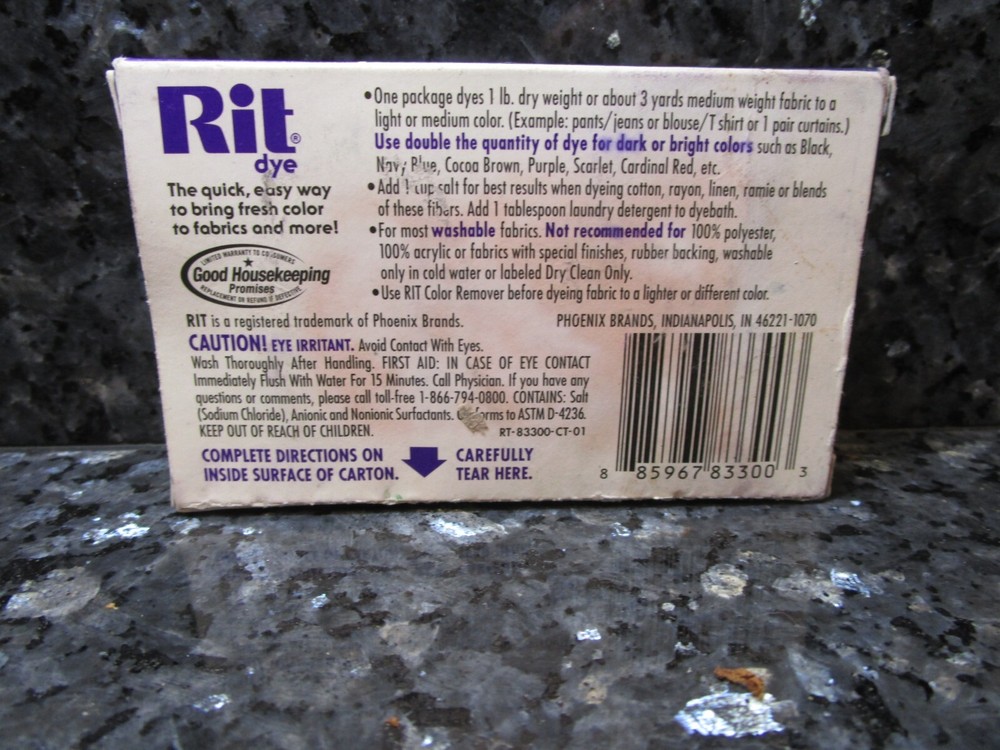 Rit®
dye
The quick, easy way
to bring fresh color
to fabrics and more!
LIMITED WARRANTY TO CONSUMERS
Good Housekeeping
Promises
REPLACEMENT OR REFUND IF DEFECTIVE
•One package dyes 1 lb. dry weight or about 3 yards medium weight fabric to a
light or medium color. (Example: pants/jeans or blouse/T shirt or 1 pair curtains.)
Use double the quantity of dye for dark or bright colors such as Black,
Navy Blue, Cocoa Brown, Purple, Scarlet, Cardinal Red, etc.
•Add 1 cup salt for best results when dyeing cotton, rayon, linen, ramie or blends
of these fibers. Add 1 tablespoon laundry detergent to dyebath.
•For most washable fabrics. Not recommended for 100% polyester,
100% acrylic or fabrics with special finishes, rubber backing, washable
only in cold water or labeled Dry Clean Only.
•Use RIT Color Remover before dyeing fabric to a lighter or different color.
RIT is a registered trademark of Phoenix Brands.
PHOENIX BRANDS, INDIANAPOLIS, IN 46221-1070
CAUTION! EYE IRRITANT. Avoid Contact With Eyes.
Wash Thoroughly After Handling. FIRST AID: IN CASE OF EYE CONTACT
Immediately Flush With Water For 15 Minutes. Call Physician. If you have any
questions or comments, please call toll-free 1-866-794-0800. CONTAINS: Salt
(Sodium Chloride), Anionic and Nonionic Surfactants. to ASTM D-4236.
KEEP OUT OF REACH OF CHILDREN.
RT-83300-CT-01
COMPLETE DIRECTIONS ON
INSIDE SURFACE OF CARTON.
CAREFULLY
TEAR HERE.
8 85967 83300 3